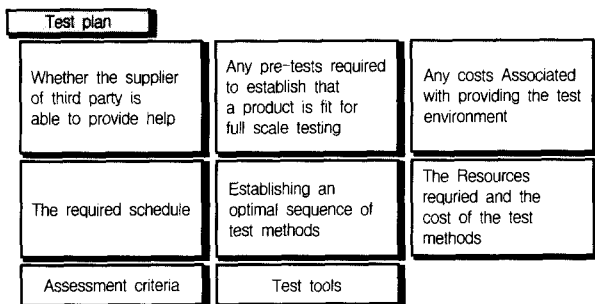 Test plan
Whether the supplier
of third party is
able to provide help
Any pre-tests required
to establish that
a product is fit for
full scale testing
Any costs Associated
with providing the test
environment
The required schedule
Establishing an
optimal sequence of
test methods
The Resources
requried and the
cost of the test
methods
Assessment criteria
Test tools